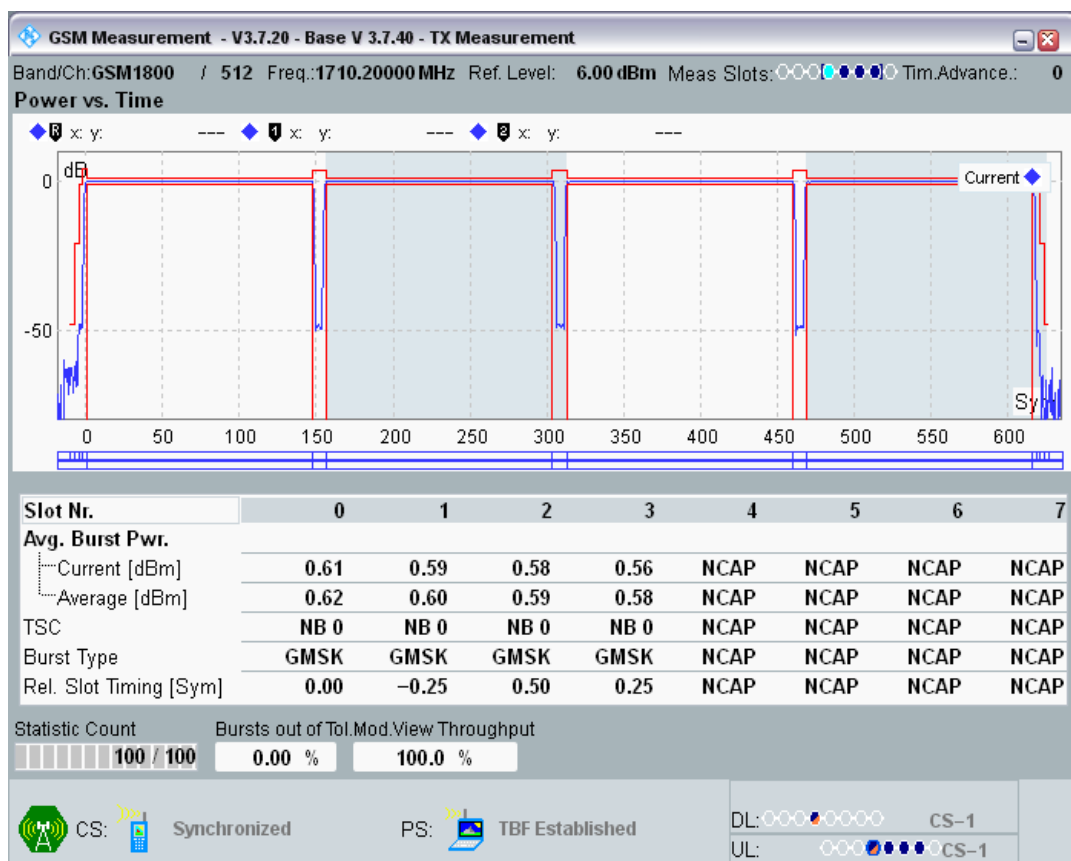 GSM Measurement - V3.7.20 - Base V 3.7.40 - TX Measurement
Band/Ch:GSM1800 / 512 Freq.:1710.20000 MHz Ref. Level: 6.00 dBm Meas Slots: Tim.Advance.: 0
Power vs. Time
R x: y: --- 1 x: y: --- 2 x: y: ---
dB
0
Current
-50
Sy
0 50 100 150 200 250 300 350 400 450 500 550 600
Slot Nr. 0 1 2 3 4 5 6 7
Avg. Burst Pwr.
Current [dBm] 0.61 0.59 0.58 0.56 NCAP NCAP NCAP NCAP
Average [dBm] 0.62 0.60 0.59 0.58 NCAP NCAP NCAP NCAP
TSC NB 0 NB 0 NB 0 NB 0 NCAP NCAP NCAP NCAP
Burst Type GMSK GMSK GMSK GMSK NCAP NCAP NCAP NCAP
Rel. Slot Timing [Sym] 0.00 −0.25 0.50 0.25 NCAP NCAP NCAP NCAP
Statistic Count Bursts out of Tol. Mod.View Throughput
100 / 100 0.00 % 100.0 %
CS: Synchronized PS: TBF Established
DL: CS−1
UL: CS−1